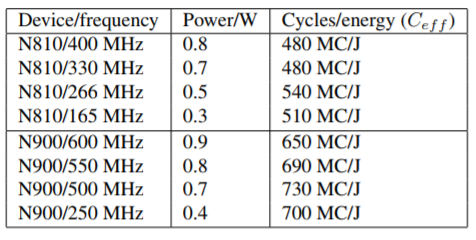 Device/frequency Power/W Cycles/energy (C_{eff})
N810/400 MHz 0.8 480 MC/J
N810/330 MHz 0.7 480 MC/J
N810/266 MHz 0.5 540 MC/J
N810/165 MHz 0.3 510 MC/J
N900/600 MHz 0.9 650 MC/J
N900/550 MHz 0.8 690 MC/J
N900/500 MHz 0.7 730 MC/J
N900/250 MHz 0.4 700 MC/J